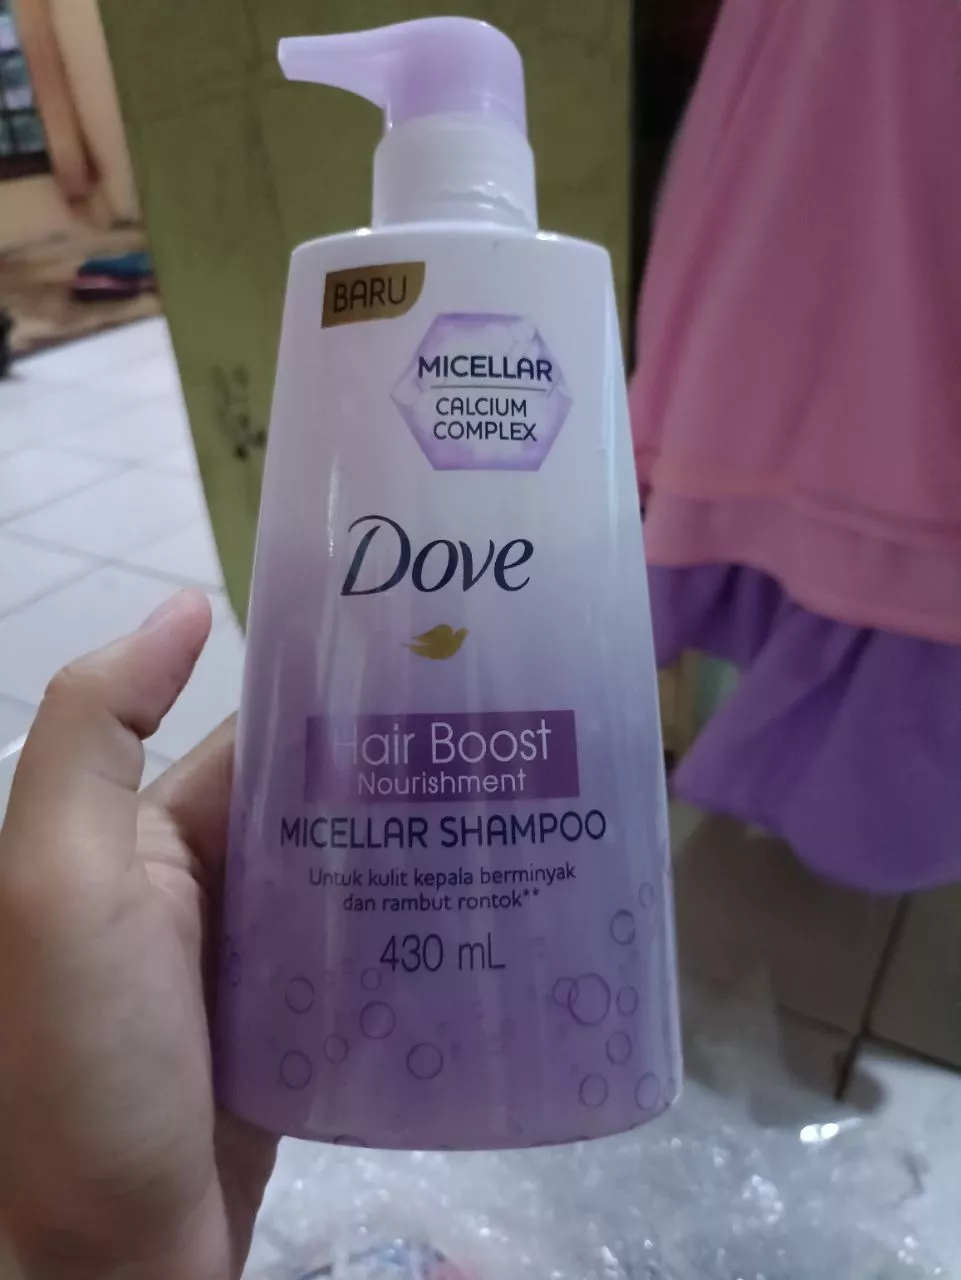 BARU
MICELLAR
CALCIUM
COMPLEX
Dove
Hair Boost
Nourishment
MICELLAR SHAMPOO
Untuk kulit kepala berminyak
dan rambut rontok**
430 mL